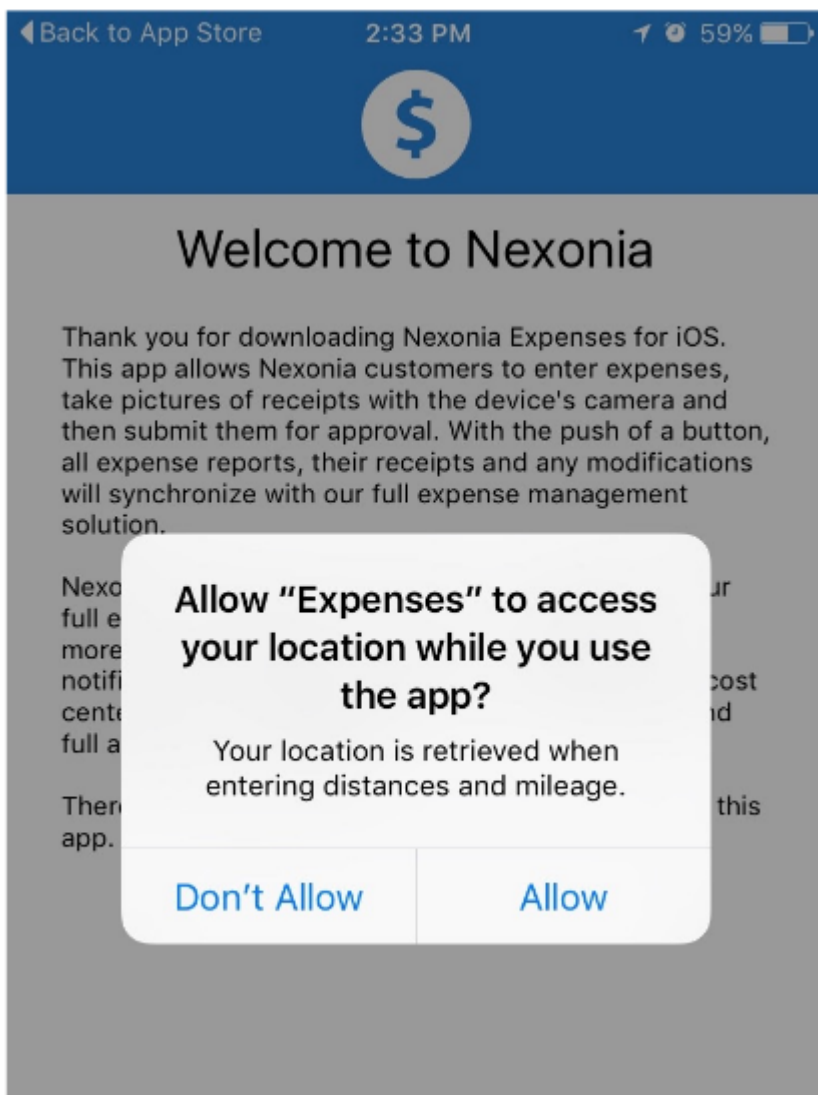 Back to App Store 2:33 PM 59%
$
Welcome to Nexonia
Thank you for downloading Nexonia Expenses for iOS.
This app allows Nexonia customers to enter expenses,
take pictures of receipts with the device's camera and
then submit them for approval. With the push of a button,
all expense reports, their receipts and any modifications
will synchronize with our full expense management
solution.
full
more
full
this
app.
Allow “Expenses” to access
your location while you use
the app?
Your location is retrieved when
entering distances and mileage.
Don’t Allow Allow